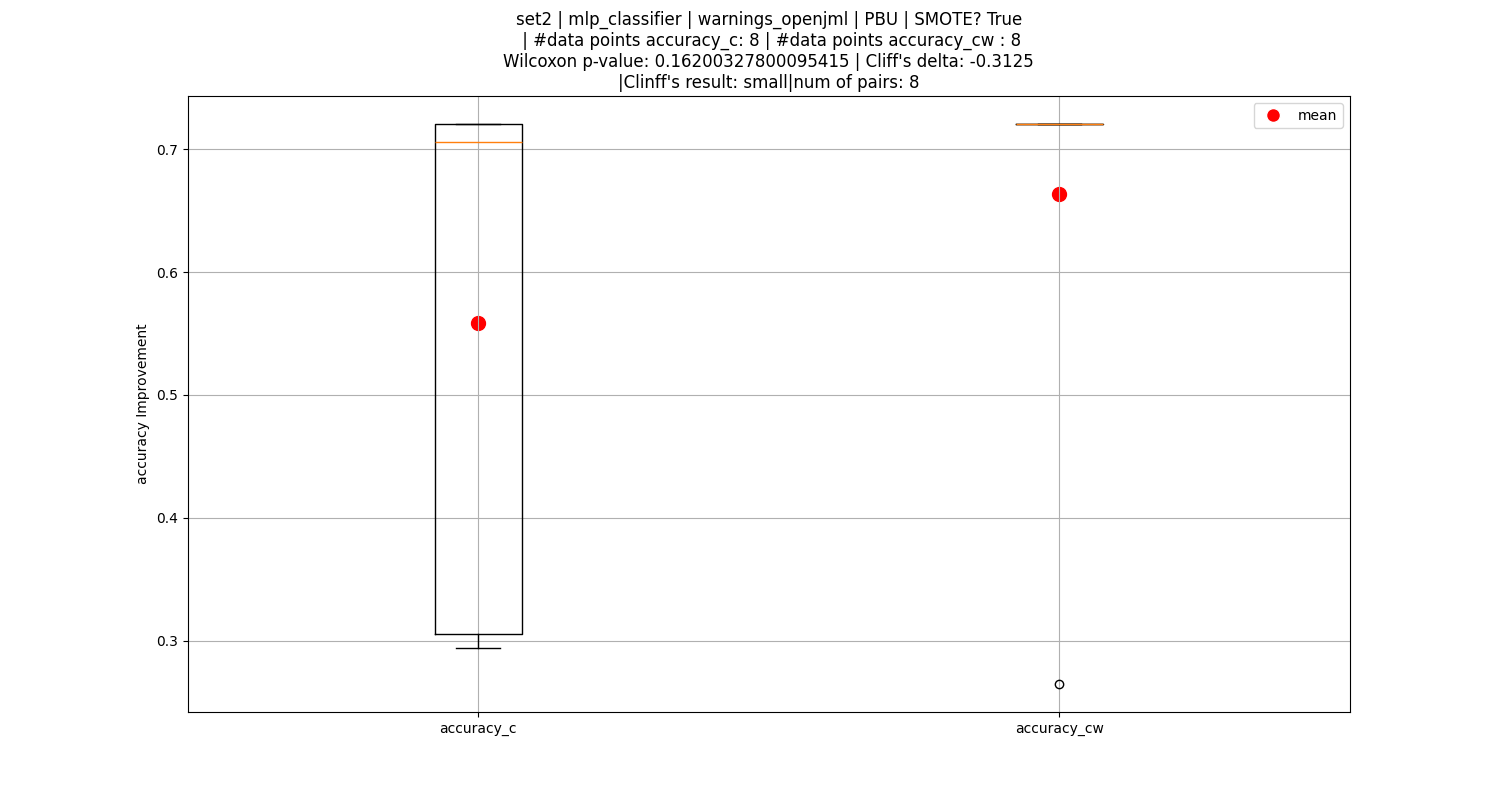 set2 | mlp_classifier | warnings_openjml | PBU | SMOTE? True
| #data points accuracy_c: 8 | #data points accuracy_cw : 8
Wilcoxon p-value: 0.16200327800095415 | Cliff's delta: -0.3125
|Clinff's result: small|num of pairs: 8
mean
0.7
0.6
0.5
0.4
0.3
accuracy Improvement
accuracy_c
accuracy_cw